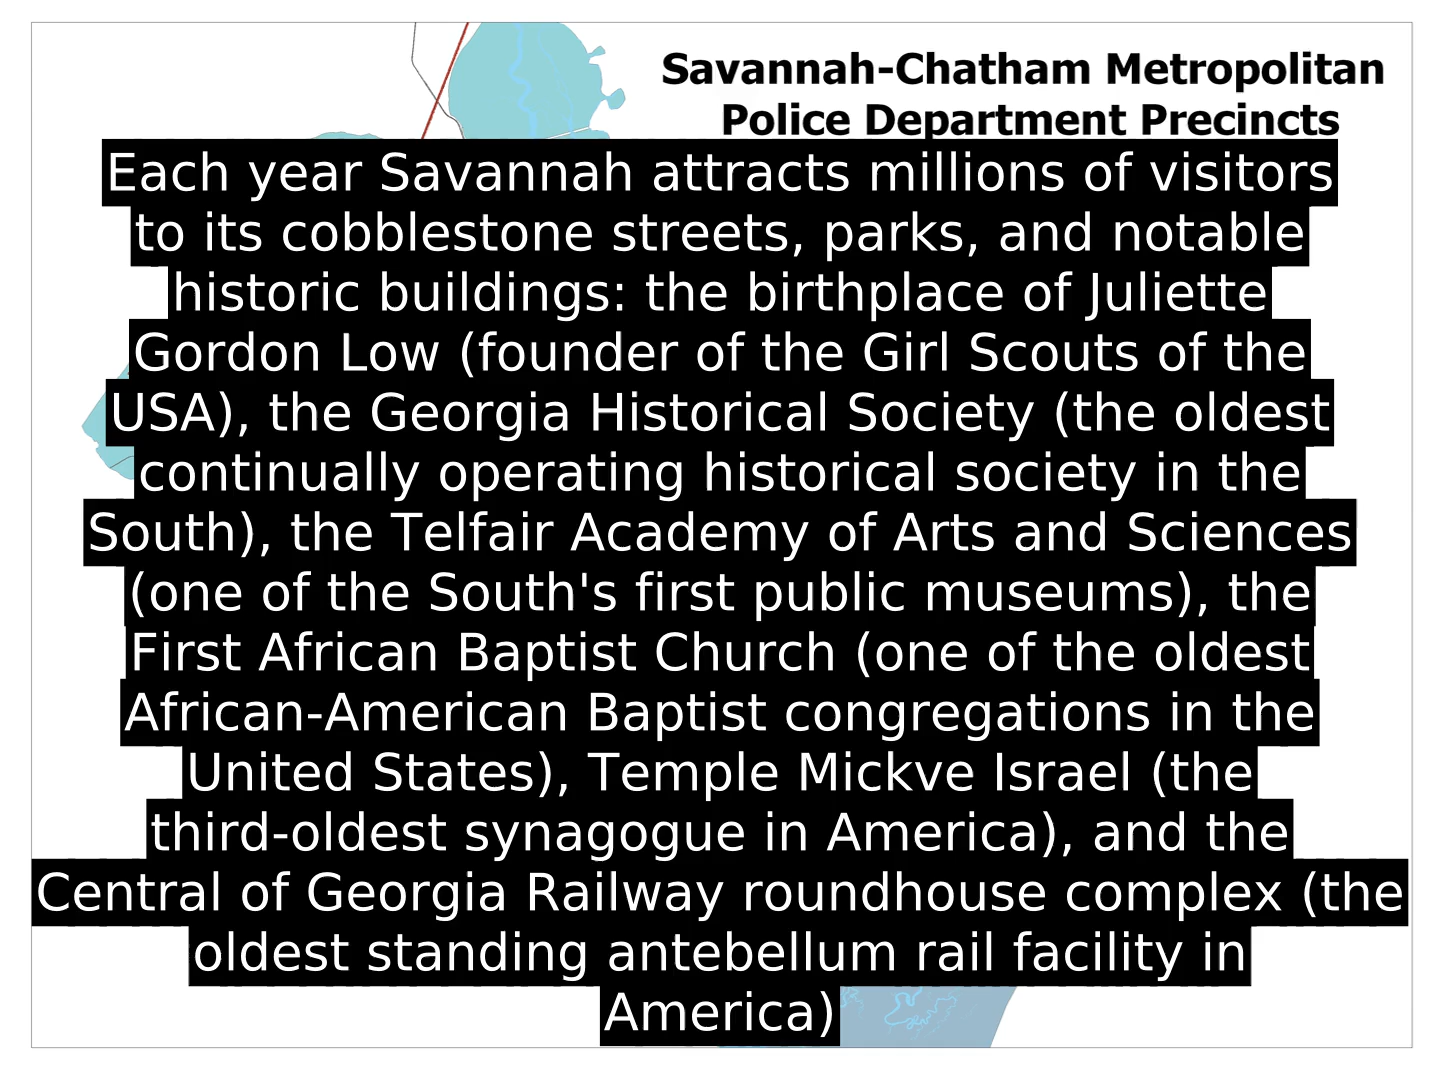 Savannah-Chatham Metropolitan
Police Department Precincts
Each year Savannah attracts millions of visitors
to its cobblestone streets, parks, and notable
historic buildings: the birthplace of Juliette
Gordon Low (founder of the Girl Scouts of the
USA), the Georgia Historical Society (the oldest
continually operating historical society in the
South), the Telfair Academy of Arts and Sciences
(one of the South's first public museums), the
First African Baptist Church (one of the oldest
African-American Baptist congregations in the
United States), Temple Mickve Israel (the
third-oldest synagogue in America), and the
Central of Georgia Railway roundhouse complex (the
oldest standing antebellum rail facility in
America)